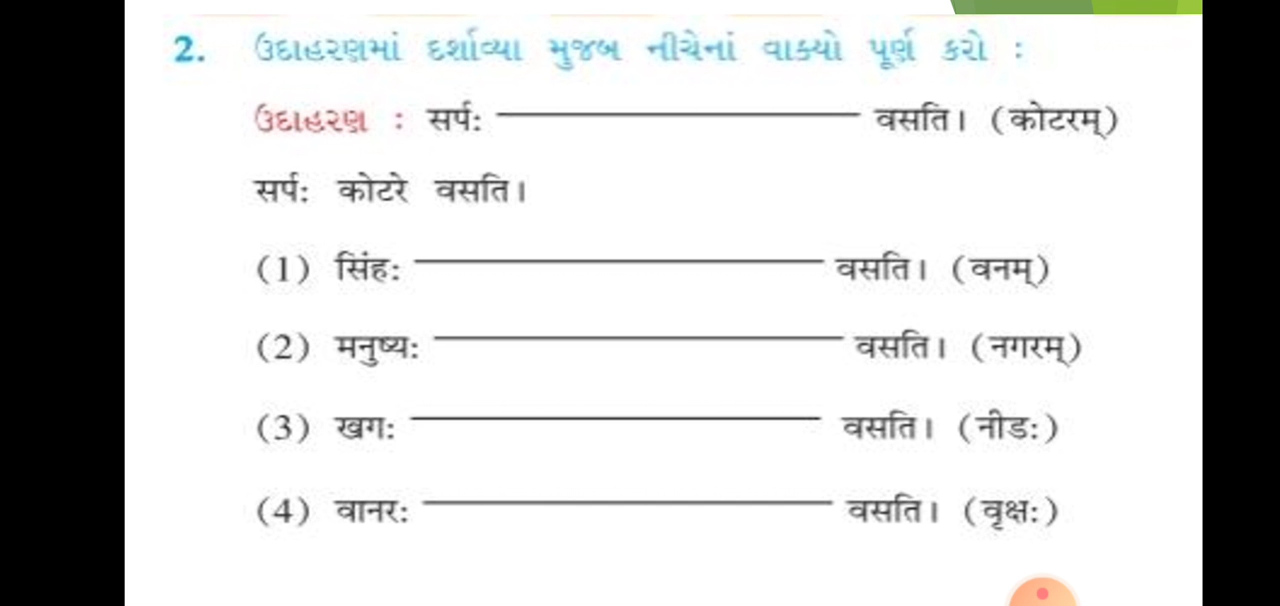 2. ઉદાહરણમાં દર્શાવ્યા મુજબ નીચેનાં વાક્યો પૂર્ણ કરો :
ઉદાહરણ : सर्प: —————— वसति। (कोटरम्)
सर्प: कोटरे वसति।
(1) सिंह: —————— वसति। (वनम्)
(2) मनुष्य: —————— वसति। (नगरम्)
(3) खग: —————— वसति। (नीड:)
(4) वानर: —————— वसति। (वृक्ष:)